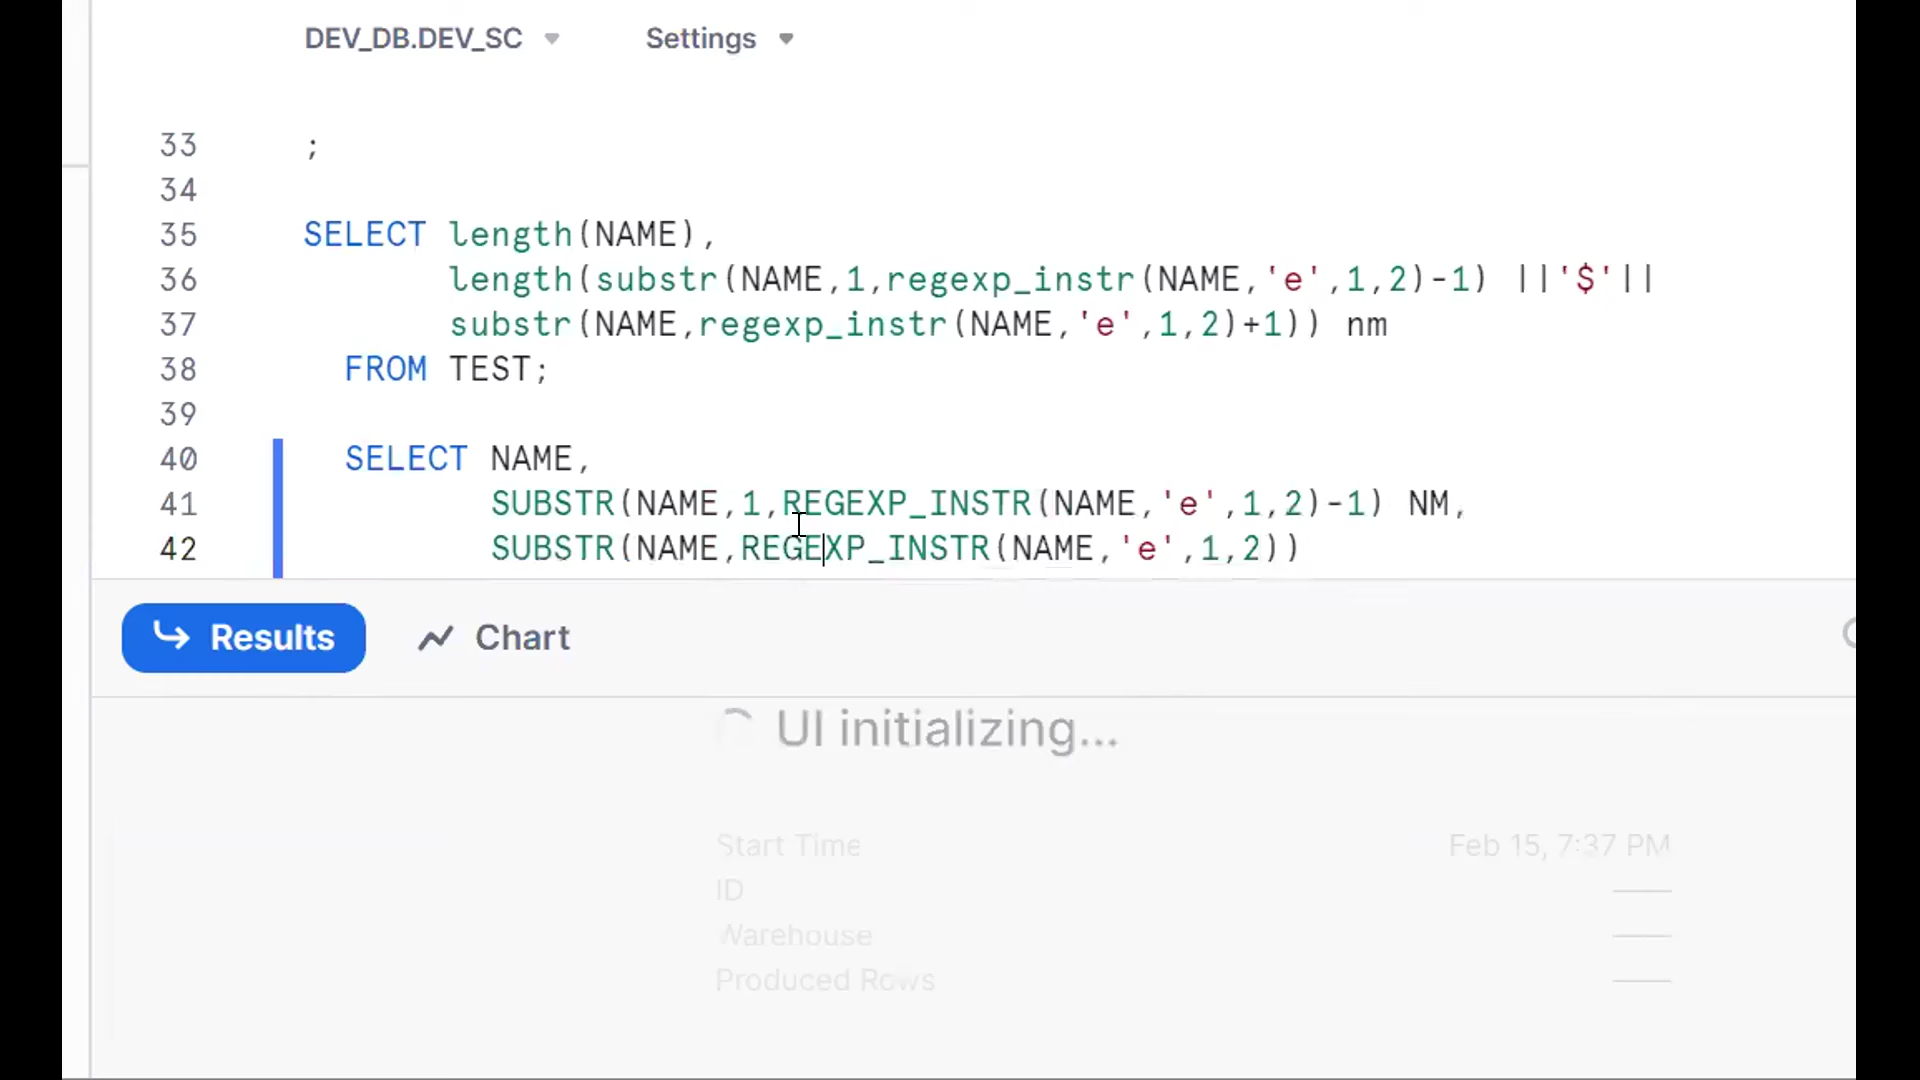 DEV_DB.DEV_SC Settings
33 ;
34
35 SELECT length(NAME),
36 length(substr(NAME,1,regexp_instr(NAME,'e',1,2)-1) ||'$'||
37 substr(NAME,regexp_instr(NAME,'e',1,2)+1)) nm
38 FROM TEST;
39
40 SELECT NAME,
41 SUBSTR(NAME,1,REGEXP_INSTR(NAME,'e',1,2)-1) NM,
42 SUBSTR(NAME,REGEXP_INSTR(NAME,'e',1,2))
Results Chart
UI initializing...
Start Time Feb 15, 7:37 PM
ID
Warehouse
Produced Rows